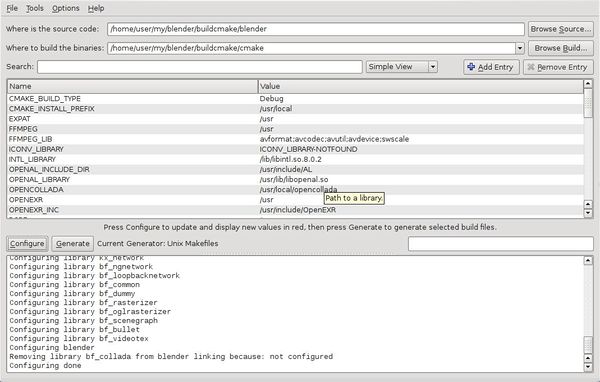 File Tools Options Help
Where is the source code: /home/user/my/blender/buildcmake/blender Browse Source...
Where to build the binaries: /home/user/my/blender/buildcmake/cmake Browse Build...
Search: Simple View Add Entry Remove Entry
Name Value
CMAKE_BUILD_TYPE Debug
CMAKE_INSTALL_PREFIX /usr/local
EXPAT /usr
FFMPEG /usr
FFMPEG_LIB avformat;avcodec;avutil;avdevice;swscale
ICONV_LIBRARY ICONV_LIBRARY-NOTFOUND
INTL_LIBRARY /lib/libintl.so.8.0.2
OPENAL_INCLUDE_DIR /usr/include/AL
OPENAL_LIBRARY /usr/lib/libopenal.so
OPENCOLLADA /usr/local/opencollada
OPENEXR /usr
Path to a library.
OPENEXR_INC /usr/include/OpenEXR
Press Configure to update and display new values in red, then press Generate to generate selected build files.
Configure Generate Current Generator: Unix Makefiles
Configuring library kx_network
Configuring library bf_ngnetwork
Configuring library bf_loopbacknetwork
Configuring library bf_common
Configuring library bf_dummy
Configuring library bf_rasterizer
Configuring library bf_oglrasterizer
Configuring library bf_scenegraph
Configuring library bf_bullet
Configuring library bf_videotex
Configuring blender
Removing library bf_collada from blender linking because: not configured
Configuring done